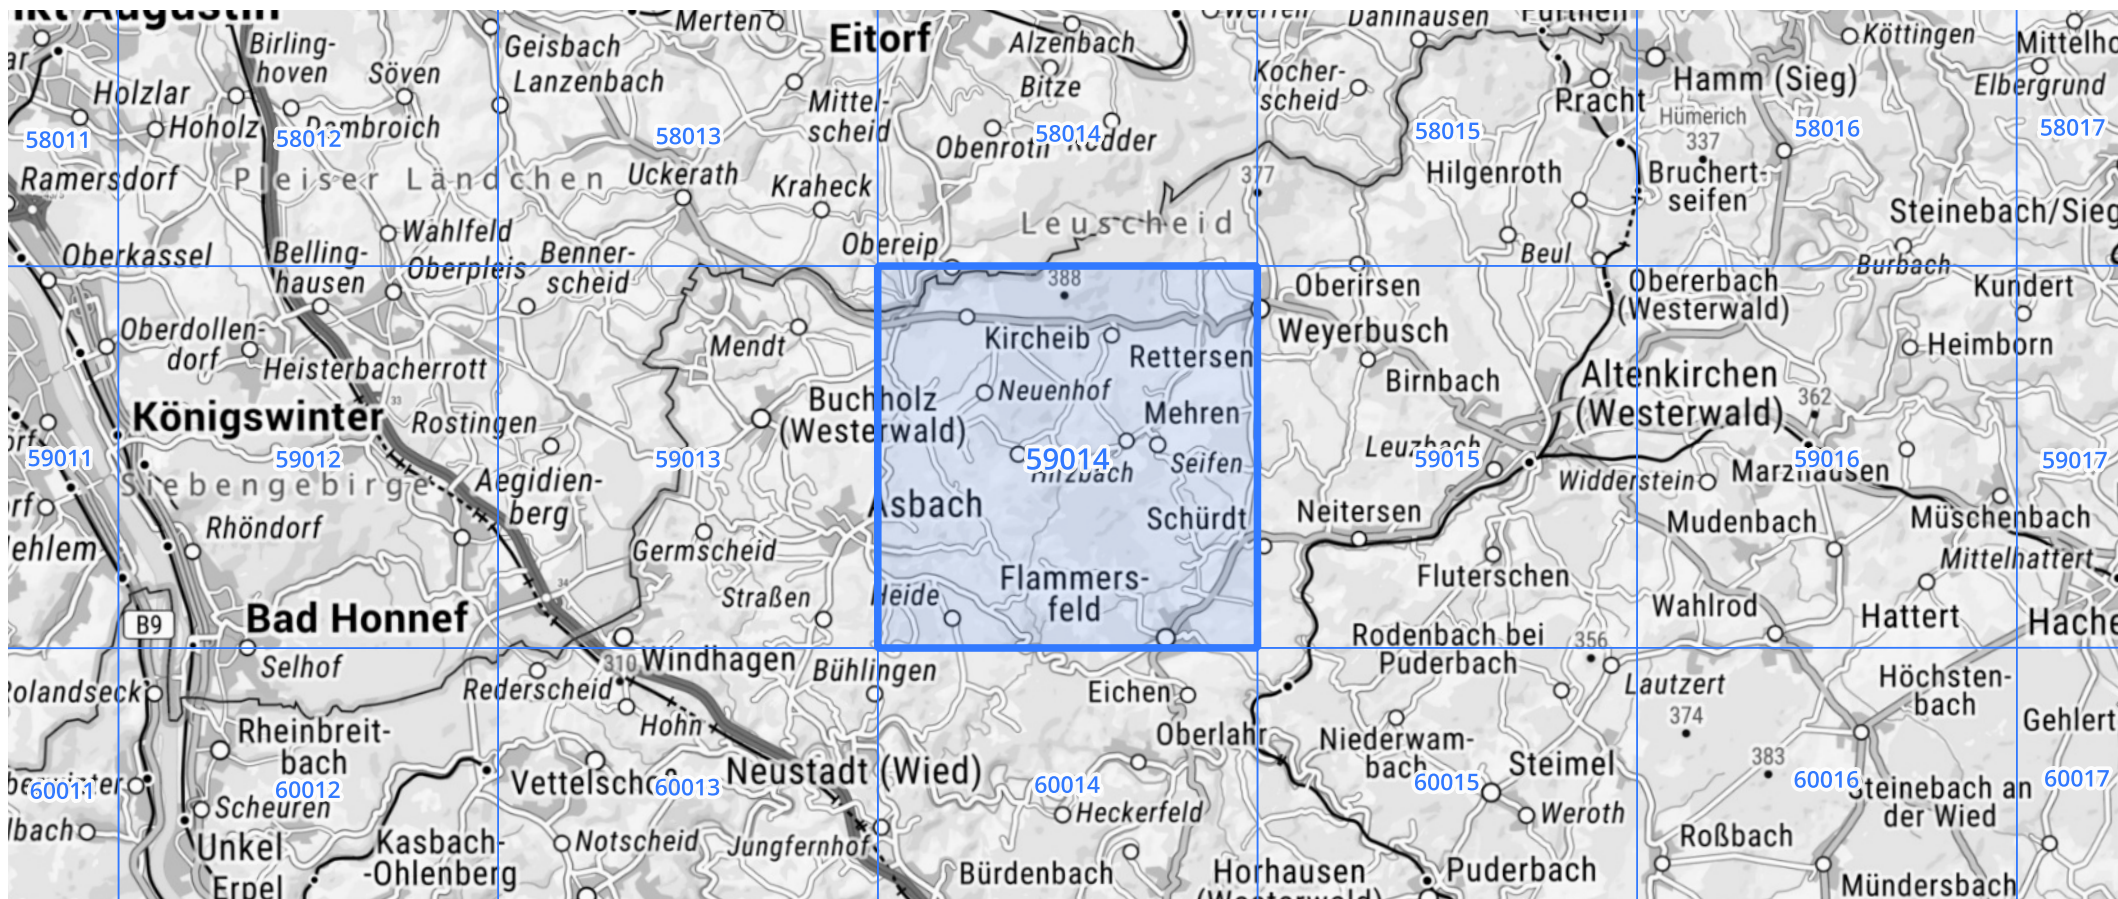 Merten
Eitorf
Alzenbach
Dahlhausen
Köttingen
Birling-
hoven
Geisbach
Söven
Lanzenbach
Bitze
Kocher-
scheid
Hamm (Sieg)
Elbergrund
Holzlar
Mittel-
scheid
Pracht
Hümerich
337
Hoholz
58011
58012
58013
58014
58015
58016
58017
Obenroth
Ramersdorf
Pleiser Ländchen
Uckerath
Kraheck
377
Hilgenroth
Bruchert-
seifen
Leuscheid
Steinebach/Sieg
Oberkassel
Belling-
hausen
Wahlfeld
Oberpleis
Benner-
scheid
Obereip
Beul
Burbach
388
Oberirsen
Obererbach
(Westerwald)
Kundert
Oberdollen-
dorf
Heisterbacherrott
Mendt
Kircheib
Rettersen
Weyerbusch
Birnbach
Heimborn
Altenkirchen
(Westerwald)
362
Königswinter
33
Rostingen
Buchholz
(Westerwald)
Neuenhof
Mehren
Leuzbach
59011
59012
59013
59014
59015
59016
59017
Siebengebirge
Aegidien-
berg
Seifen
Widderstein
Marzhausen
Asbach
Rhöndorf
Germscheid
Schürdt
Neitersen
Mudenbach
Müschenbach
Mittelhattert
34
Straßen
Heide
Flammers-
feld
Fluterschen
Wahlrod
Hattert
B9
Bad Honnef
Selhof
310
Windhagen
Bühlingen
Rodenbach bei
Puderbach
356
Rolandseck
Rederscheid
Hohn
Eichen
Lautzert
374
Höchsten-
bach
Gehlert
Rheinbreit-
bach
Oberlahr
Niederwam-
bach
Steimel
383
Neustadt (Wied)
60011
60012
60013
60014
60015
60016
60017
Scheuren
Heckerfeld
Weroth
Steinebach an
der Wied
Unkel
Kasbach-
-Ohlenberg
Notscheid
Jungfernhof
Roßbach
Erpel
Bürdenbach
Horhausen
(Westerwald)
Puderbach
Mündersbach